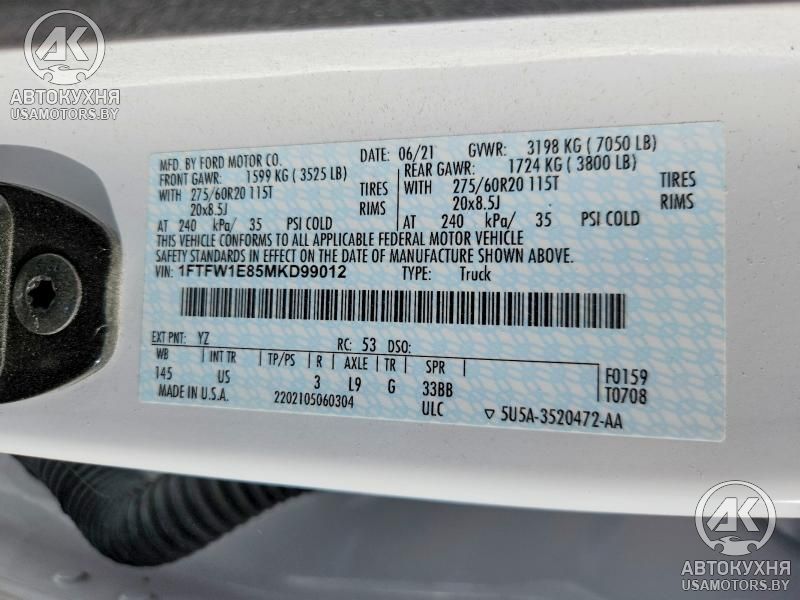 AK
АВТОКУХНЯ
USAMOTORS.BY
MFD. BY FORD MOTOR CO. DATE: 06/21 GVWR: 3198 KG ( 7050 LB)
FRONT GAWR: 1599 KG ( 3525 LB) REAR GAWR: 1724 KG ( 3800 LB)
WITH 275/60R20 115T TIRES WITH 275/60R20 115T TIRES
20x8.5J RIMS 20x8.5J RIMS
AT 240 kPa/ 35 PSI COLD AT 240 kPa/ 35 PSI COLD
THIS VEHICLE CONFORMS TO ALL APPLICABLE FEDERAL MOTOR VEHICLE
SAFETY STANDARDS IN EFFECT ON THE DATE OF MANUFACTURE SHOWN ABOVE.
VIN: 1FTFW1E85MKD99012 TYPE: Truck
EXT PNT: YZ RC: 53 DSO:
WB INT TR TP/PS R AXLE TR SPR
145 US 3 L9 G 33BB F0159
T0708
MADE IN U.S.A. 2202105060304 ULC ▽ 5U5A-3520472-AA
AK
АВТОКУХНЯ
USAMOTORS.BY